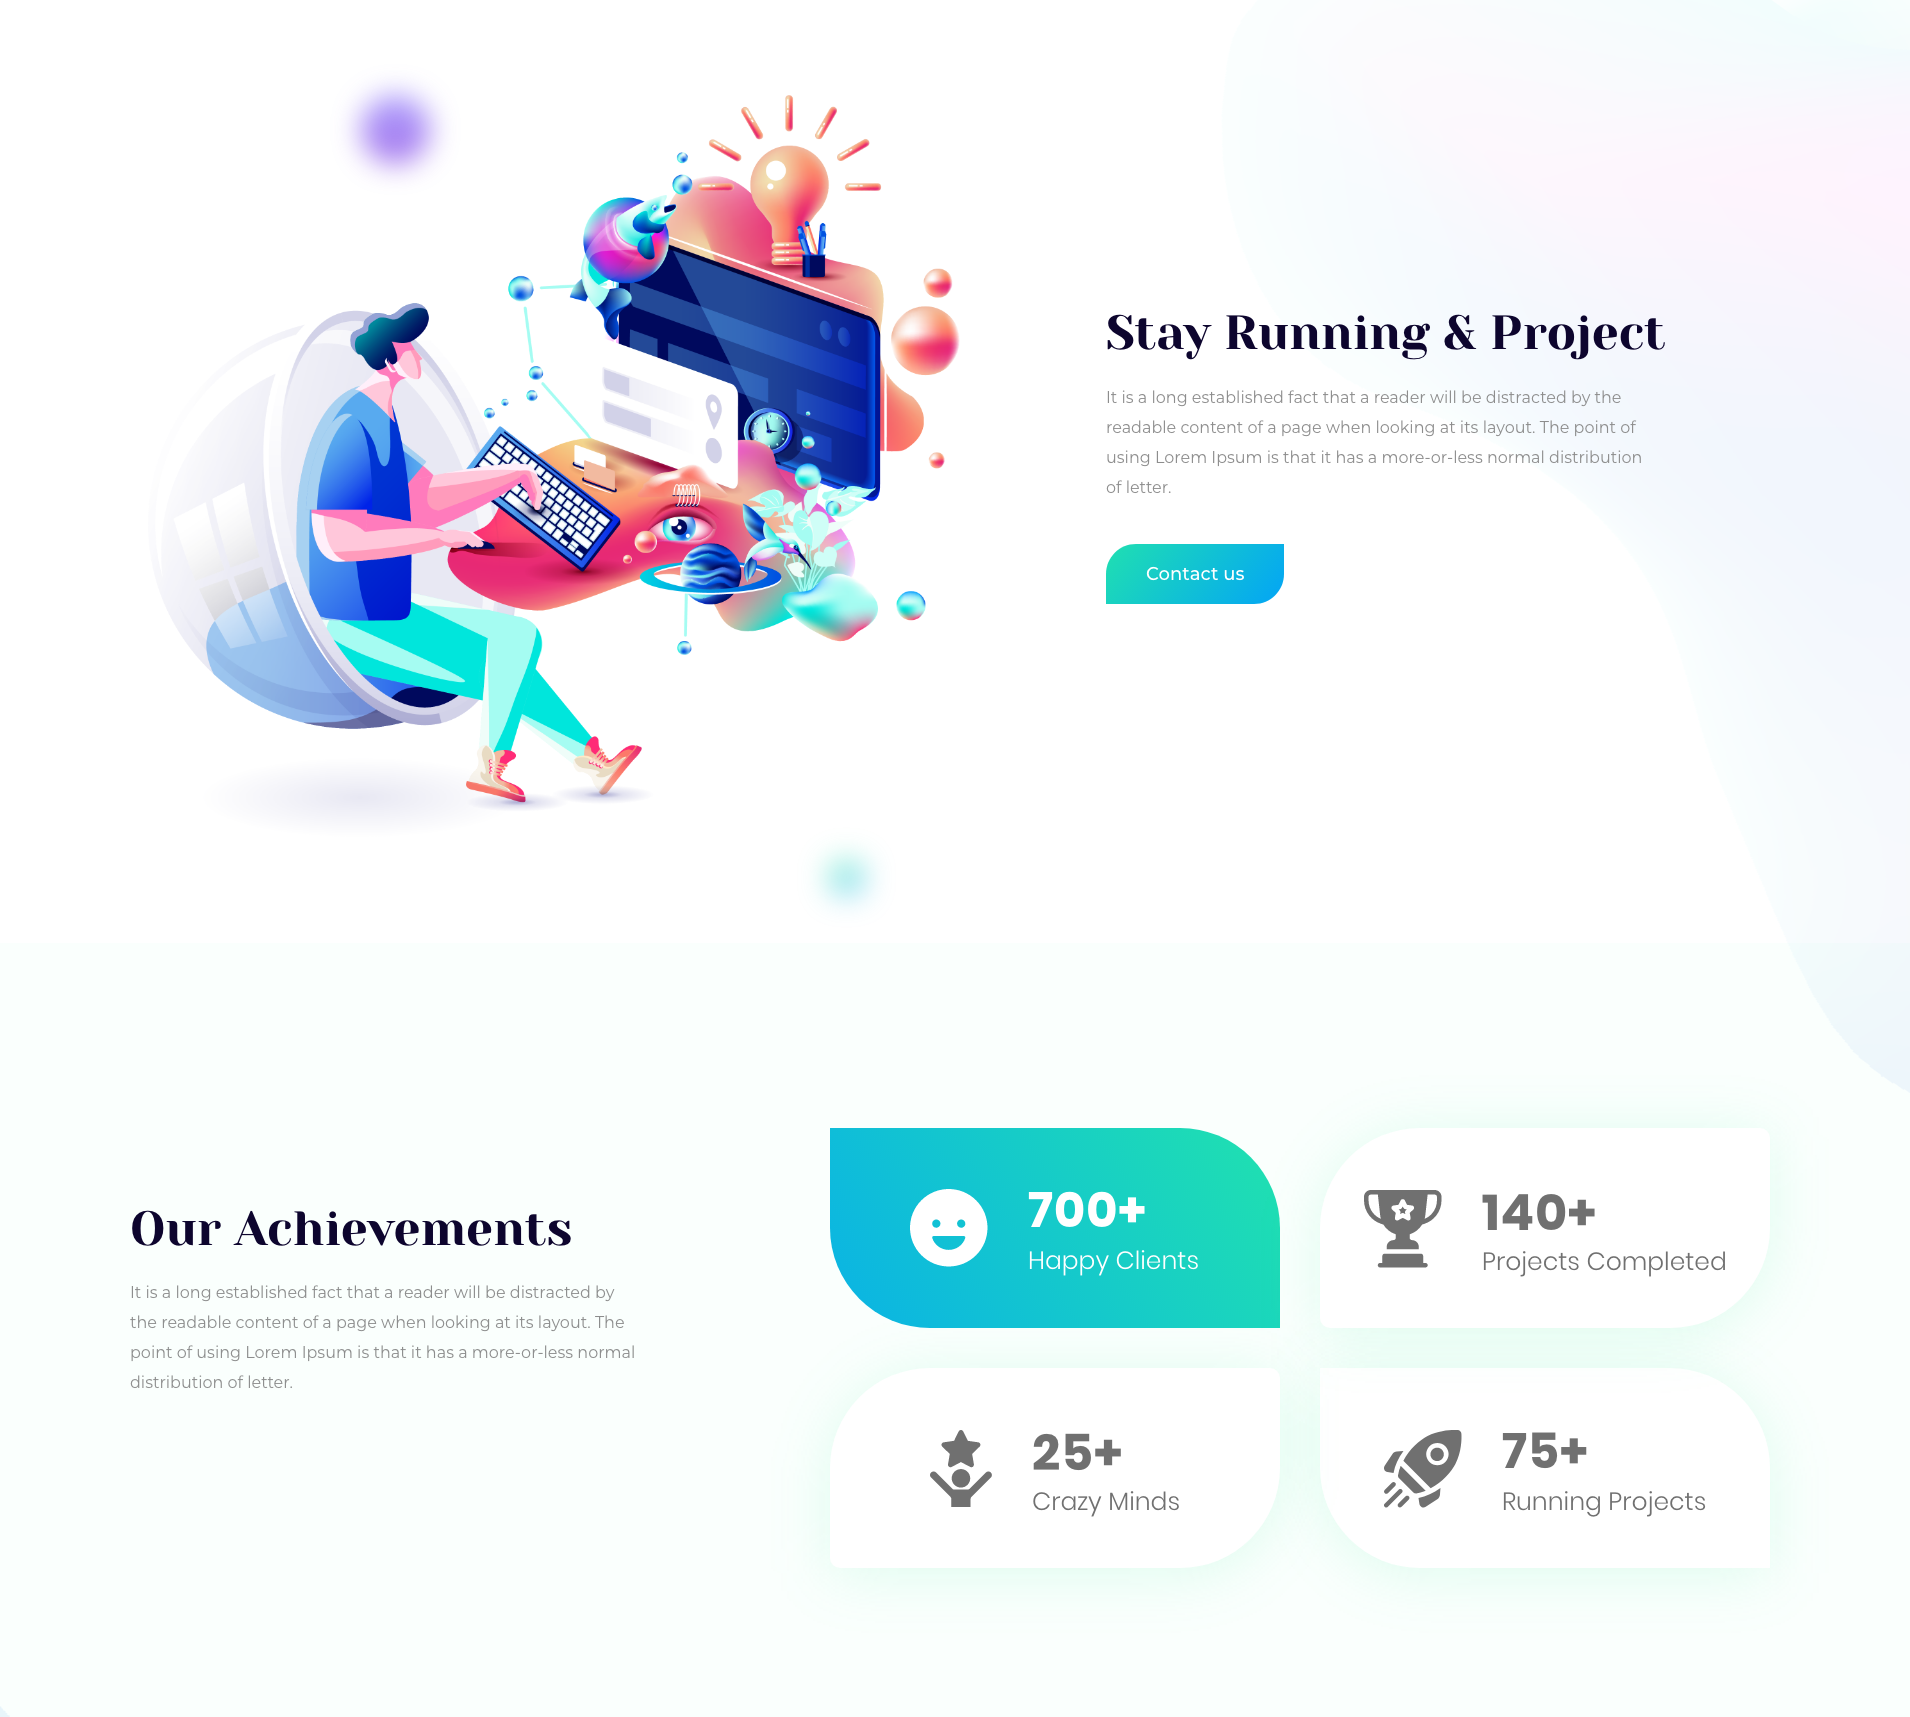 Stay Running & Project
It is a long established fact that a reader will be distracted by the
readable content of a page when looking at its layout. The point of
using Lorem Ipsum is that it has a more-or-less normal distribution
of letter.
Contact us
Our Achievements
It is a long established fact that a reader will be distracted by
the readable content of a page when looking at its layout. The
point of using Lorem Ipsum is that it has a more-or-less normal
distribution of letter.
700+
Happy Clients
140+
Projects Completed
25+
Crazy Minds
75+
Running Projects